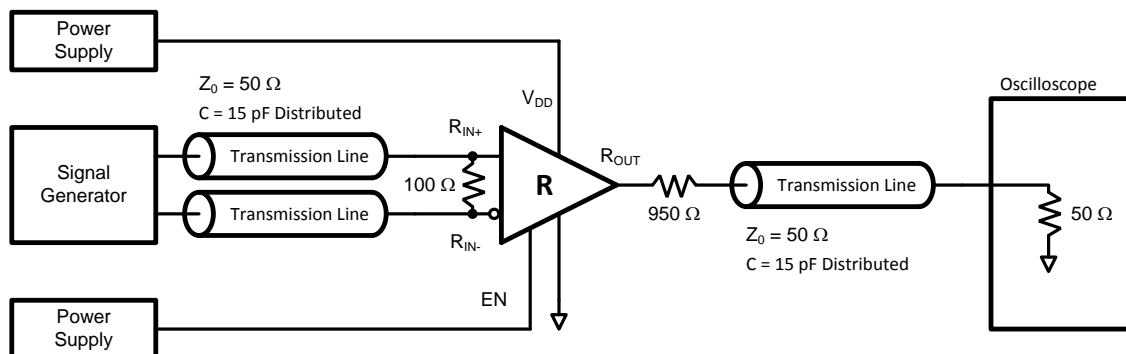 Power
Supply
Z0 = 50 Ω
C = 15 pF Distributed
VDD
Oscilloscope
Signal
Generator
Transmission Line
Transmission Line
RIN+
100 Ω
RIN-
R
ROUT
950 Ω
Transmission Line
Z0 = 50 Ω
C = 15 pF Distributed
50 Ω
EN
Power
Supply